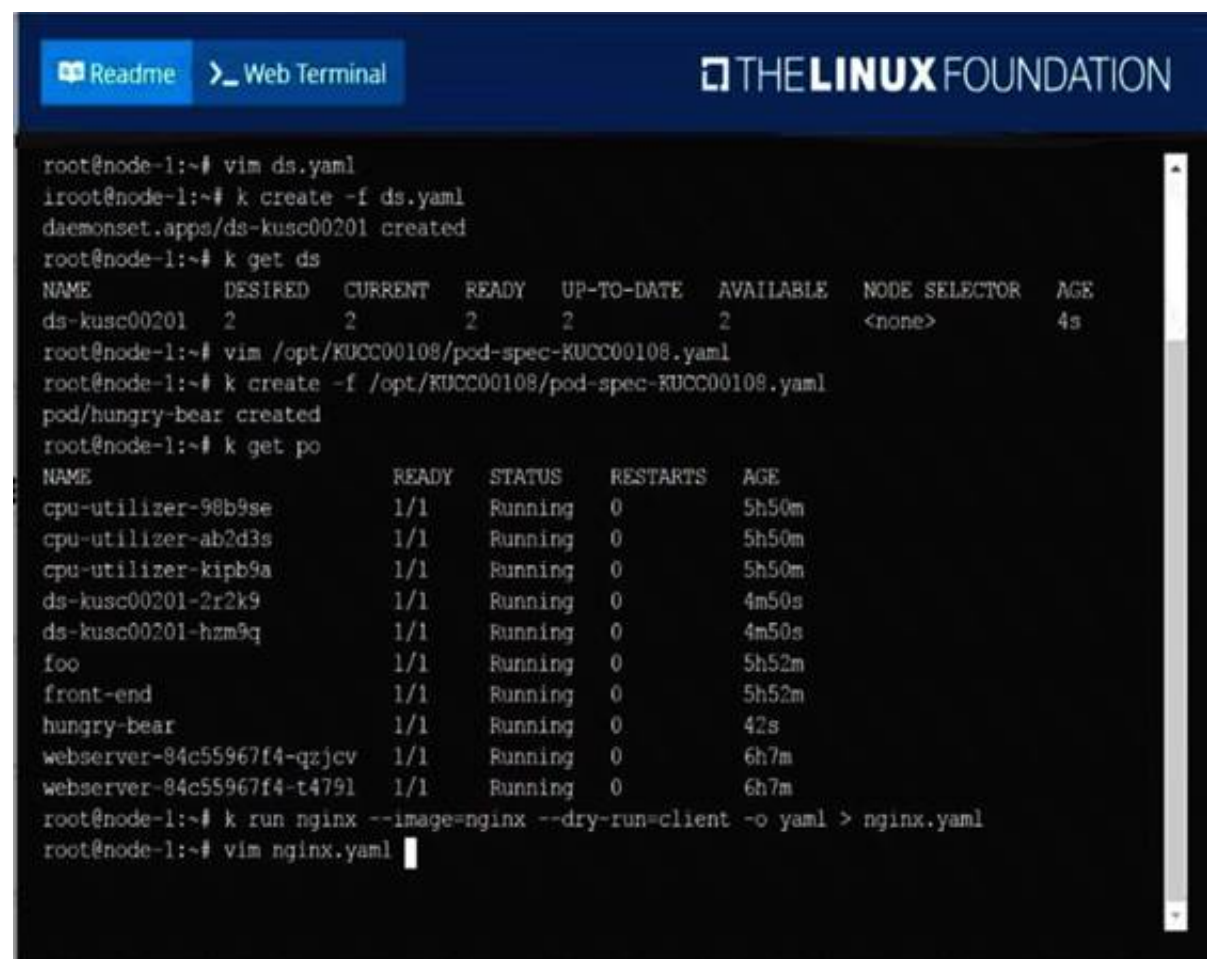 Readme >_ Web Terminal THE LINUX FOUNDATION
root@node-1:~# vim ds.yaml
iroot@node-1:~# k create -f ds.yaml
daemonset.apps/ds-kusc00201 created
root@node-1:~# k get ds
NAME DESIRED CURRENT READY UP-TO-DATE AVAILABLE NODE SELECTOR AGE
ds-kusc00201 2 2 2 2 2 <none> 4s
root@node-1:~# vim /opt/KUCC00108/pod-spec-KUCC00108.yaml
root@node-1:~# k create -f /opt/KUCC00108/pod-spec-KUCC00108.yaml
pod/hungry-bear created
root@node-1:~# k get po
NAME READY STATUS RESTARTS AGE
cpu-utilizer-98b9se 1/1 Running 0 5h50m
cpu-utilizer-ab2d3s 1/1 Running 0 5h50m
cpu-utilizer-kipb9a 1/1 Running 0 5h50m
ds-kusc00201-2r2k9 1/1 Running 0 4m50s
ds-kusc00201-hzm9q 1/1 Running 0 4m50s
foo 1/1 Running 0 5h52m
front-end 1/1 Running 0 5h52m
hungry-bear 1/1 Running 0 42s
webserver-84c55967f4-qzjcv 1/1 Running 0 6h7m
webserver-84c55967f4-t479l 1/1 Running 0 6h7m
root@node-1:~# k run nginx --image=nginx --dry-run=client -o yaml > nginx.yaml
root@node-1:~# vim nginx.yaml